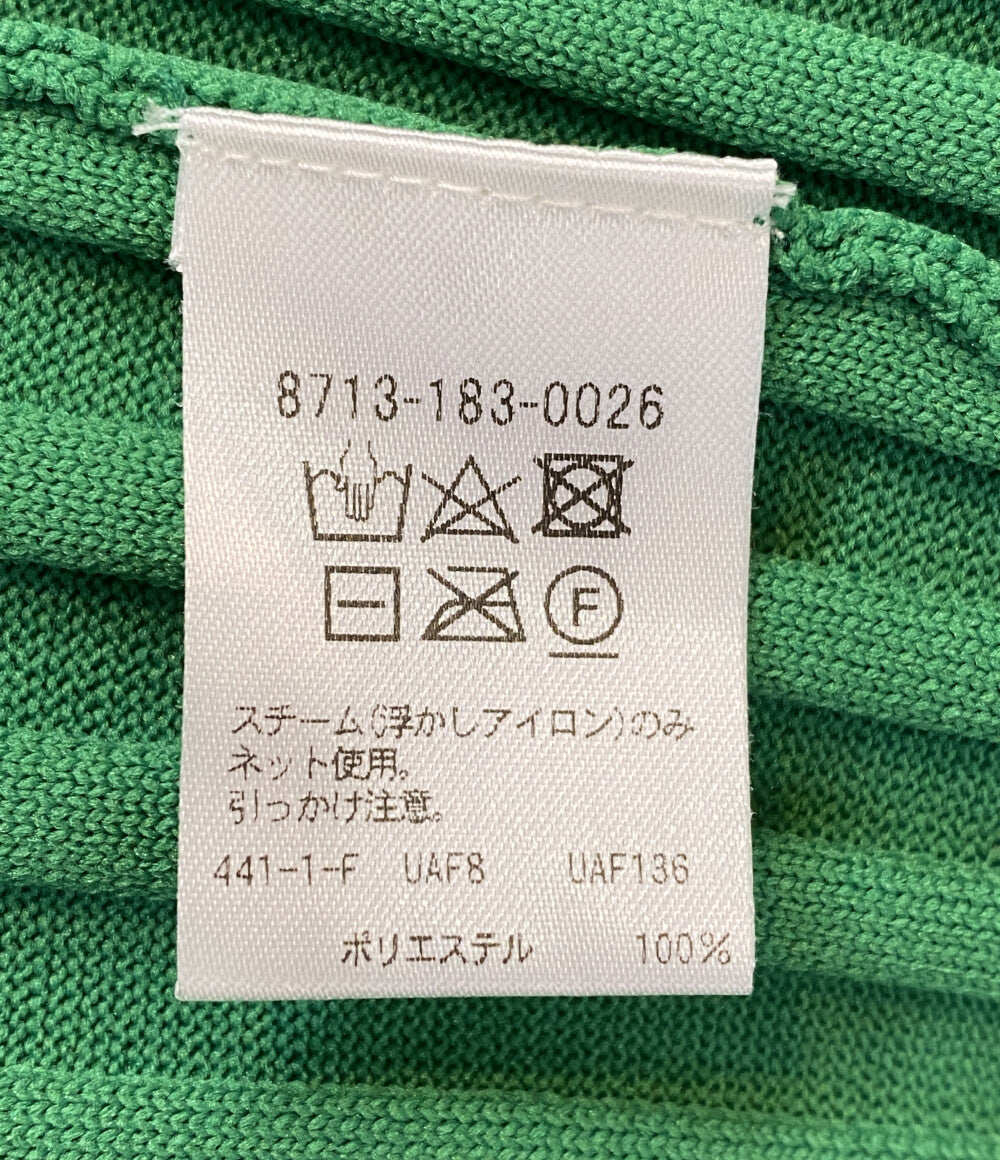 8713-183-0026
F
スチーム(浮かしアイロン)のみ
ネット使用。
引っかけ注意。
441-1-F UAF8 UAF136
ポリエステル 100%